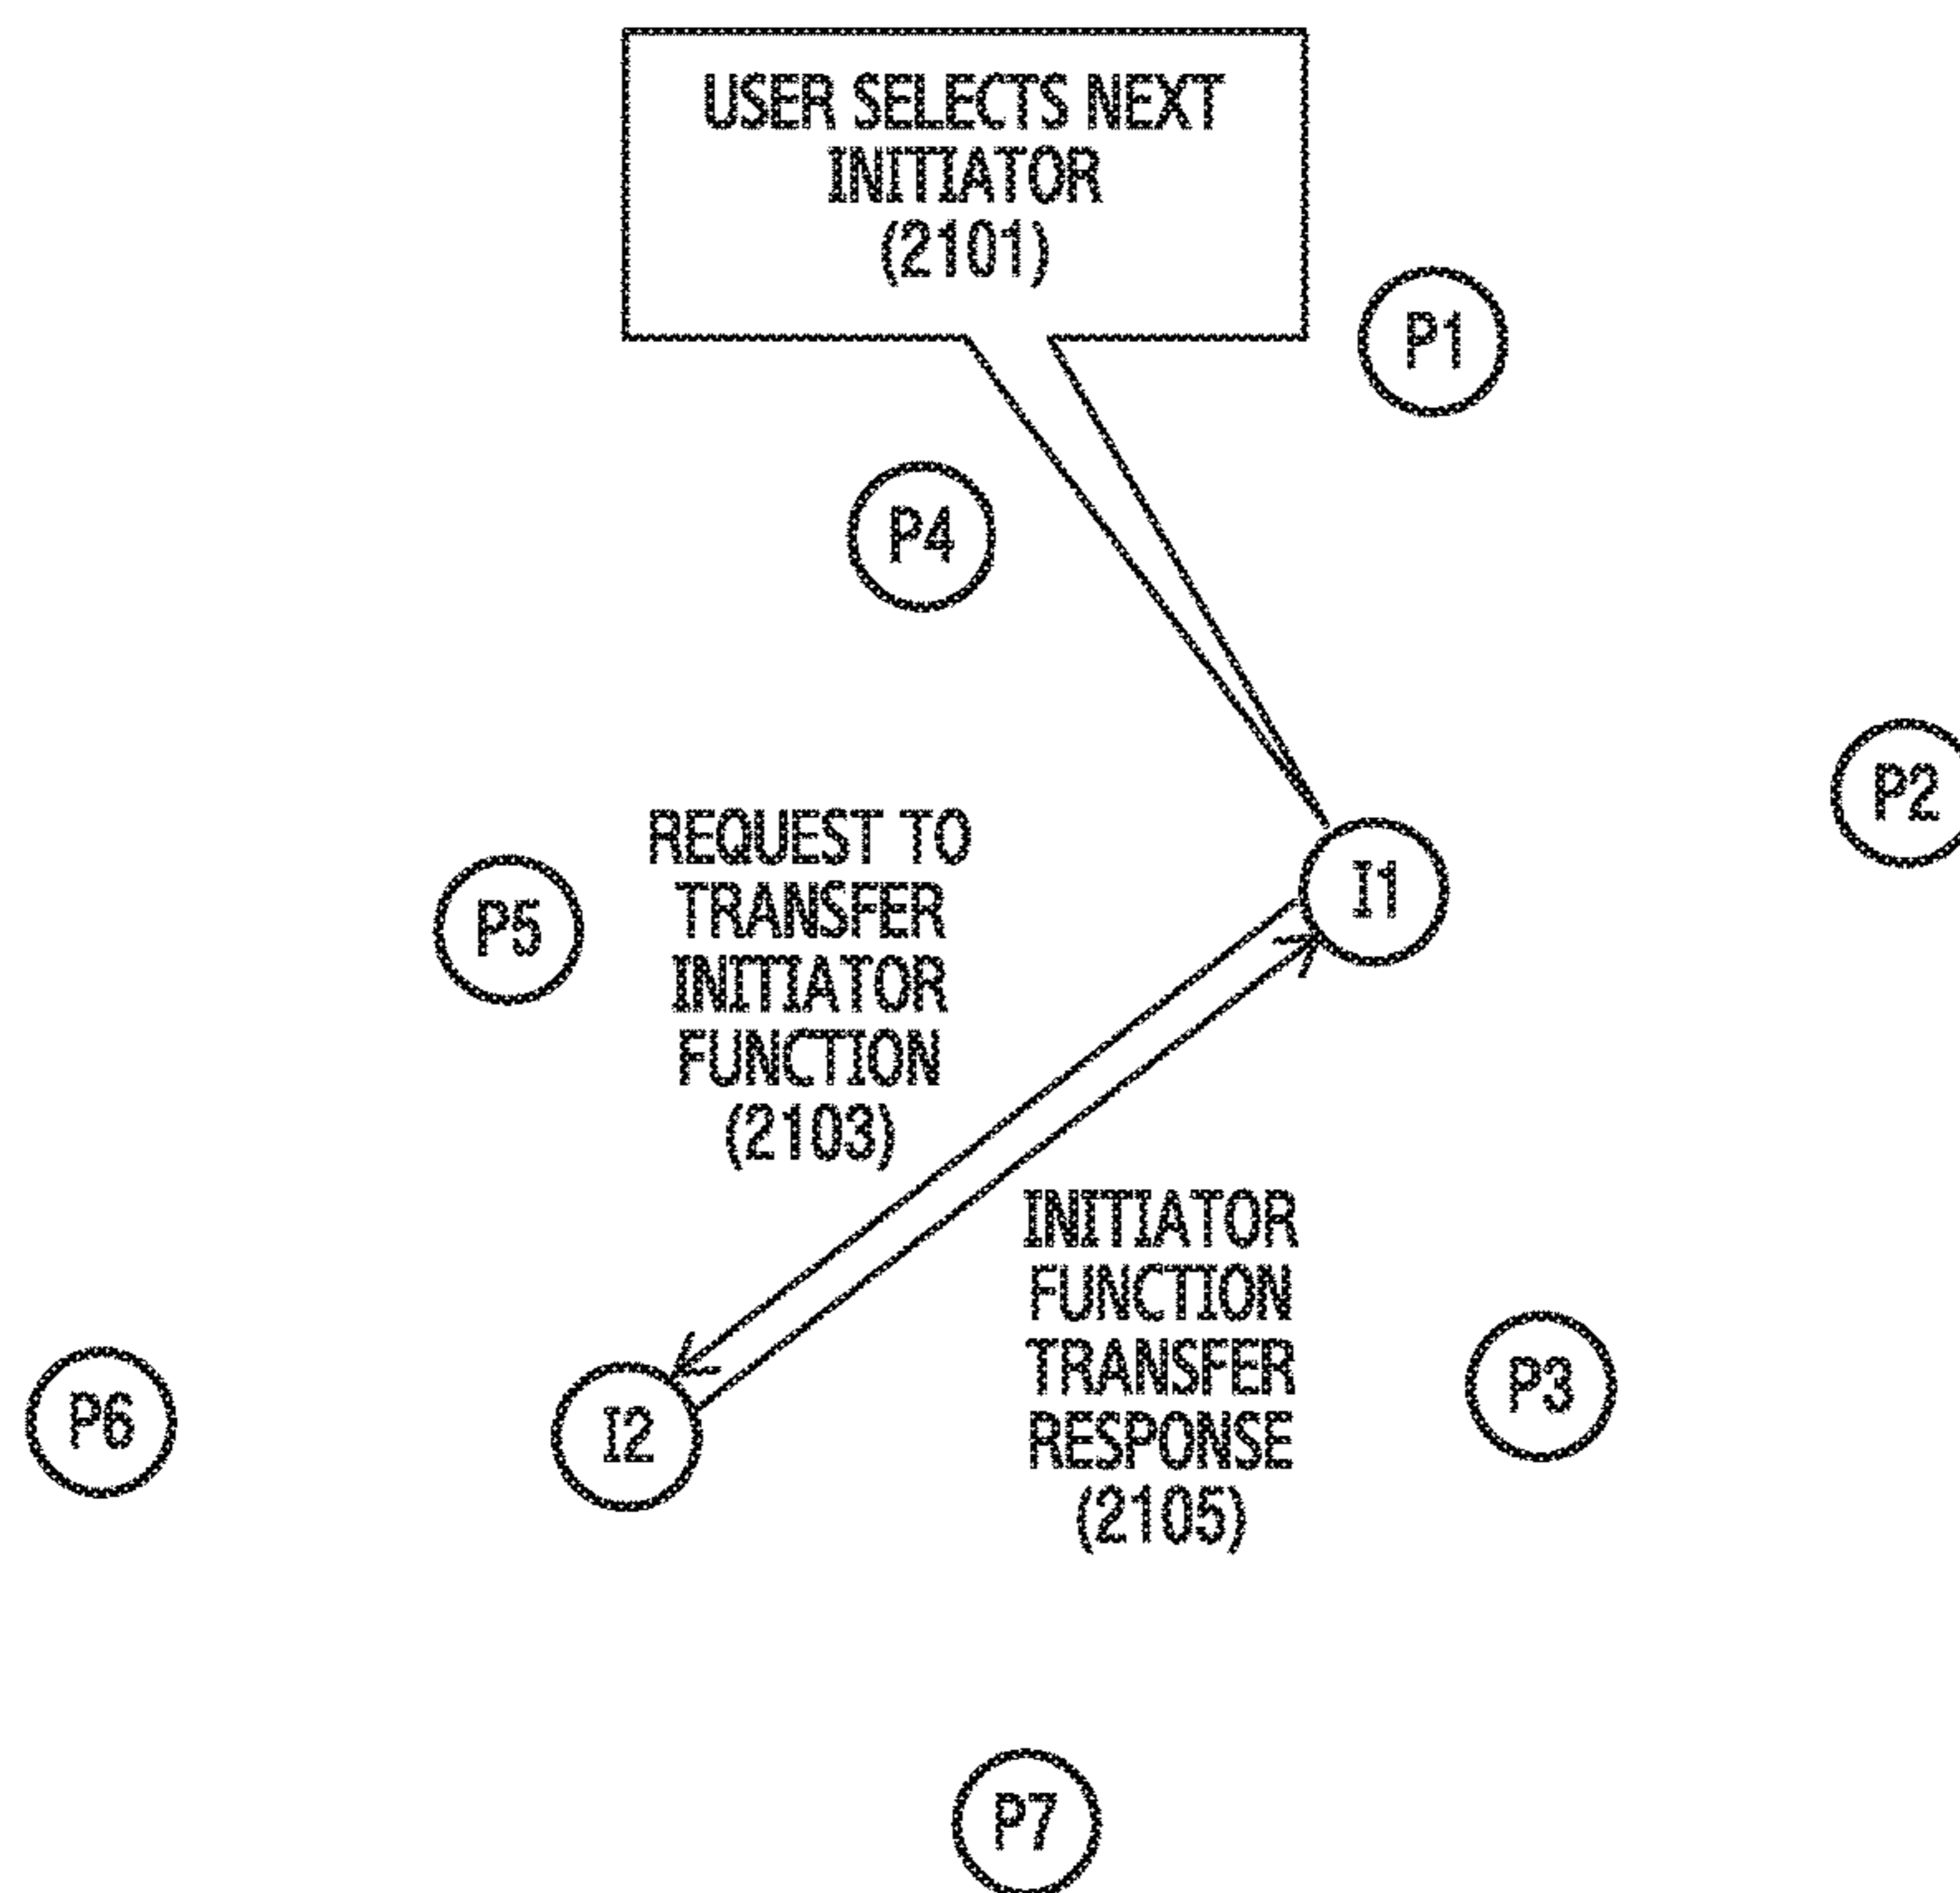 USER SELECTS NEXT
INITIATOR
(2101)
P1
P4
P2
REQUEST TO
TRANSFER
INITIATOR
FUNCTION
(2103)
I1
P5
INITIATOR
FUNCTION
TRANSFER
RESPONSE
(2105)
P3
P6
I2
P7